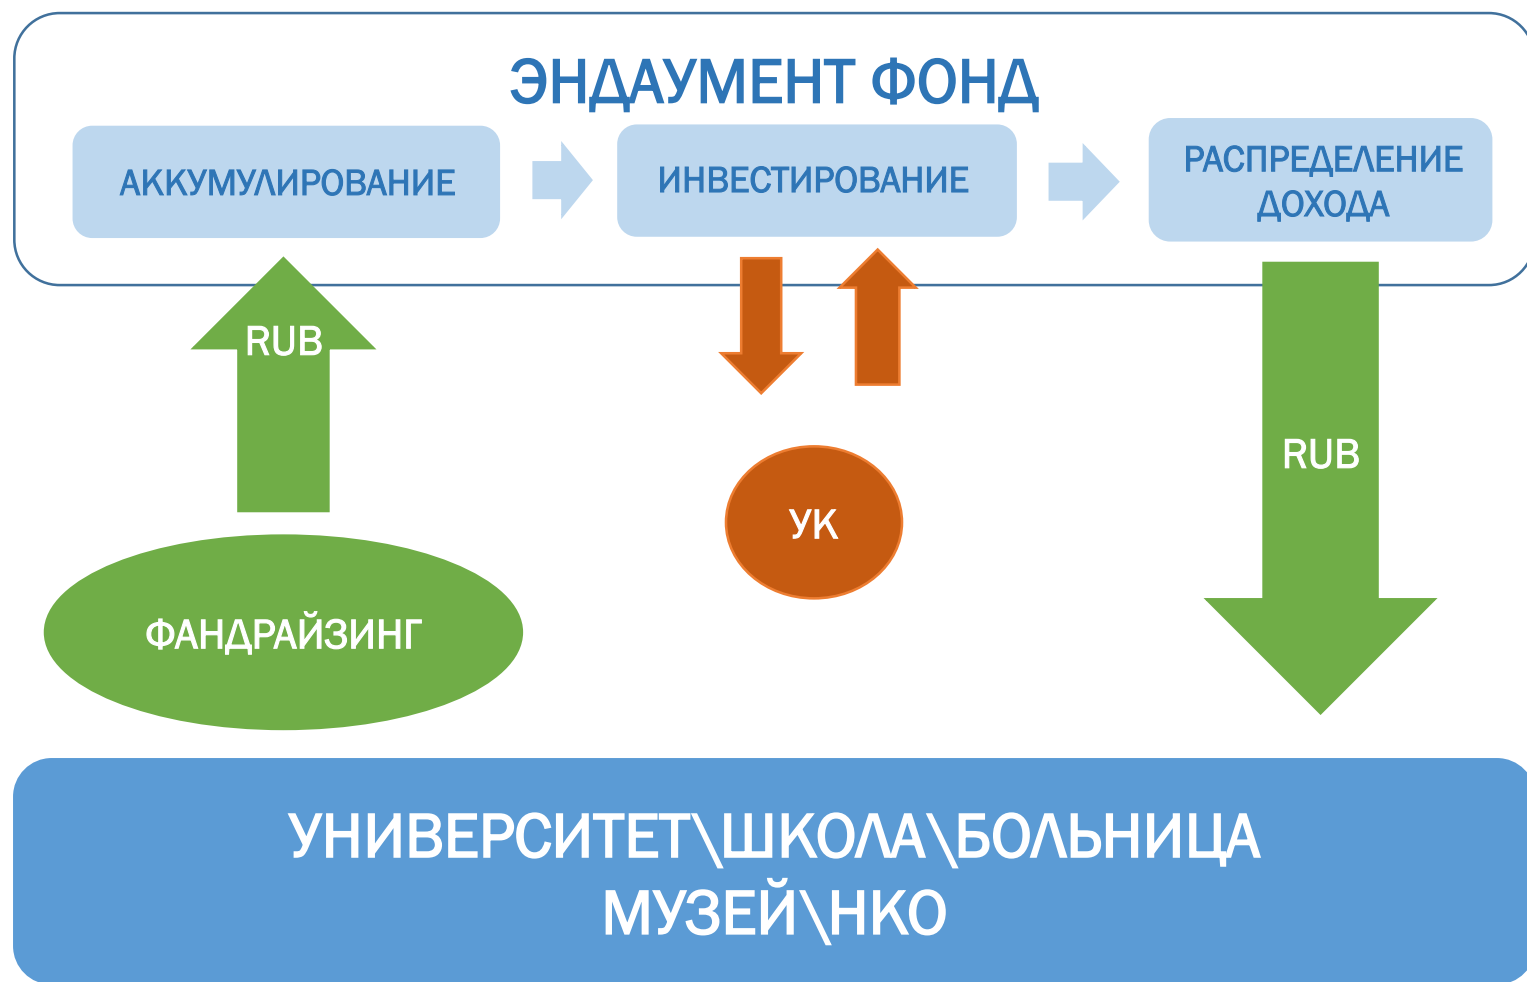 ЭНДАУМЕНТ ФОНД
АККУМУЛИРОВАНИЕ
ИНВЕСТИРОВАНИЕ
РАСПРЕДЕЛЕНИЕ
ДОХОДА
RUB
RUB
УК
ФАНДРАЙЗИНГ
УНИВЕРСИТЕТ\ШКОЛА\БОЛЬНИЦА
МУЗЕЙ\НКО